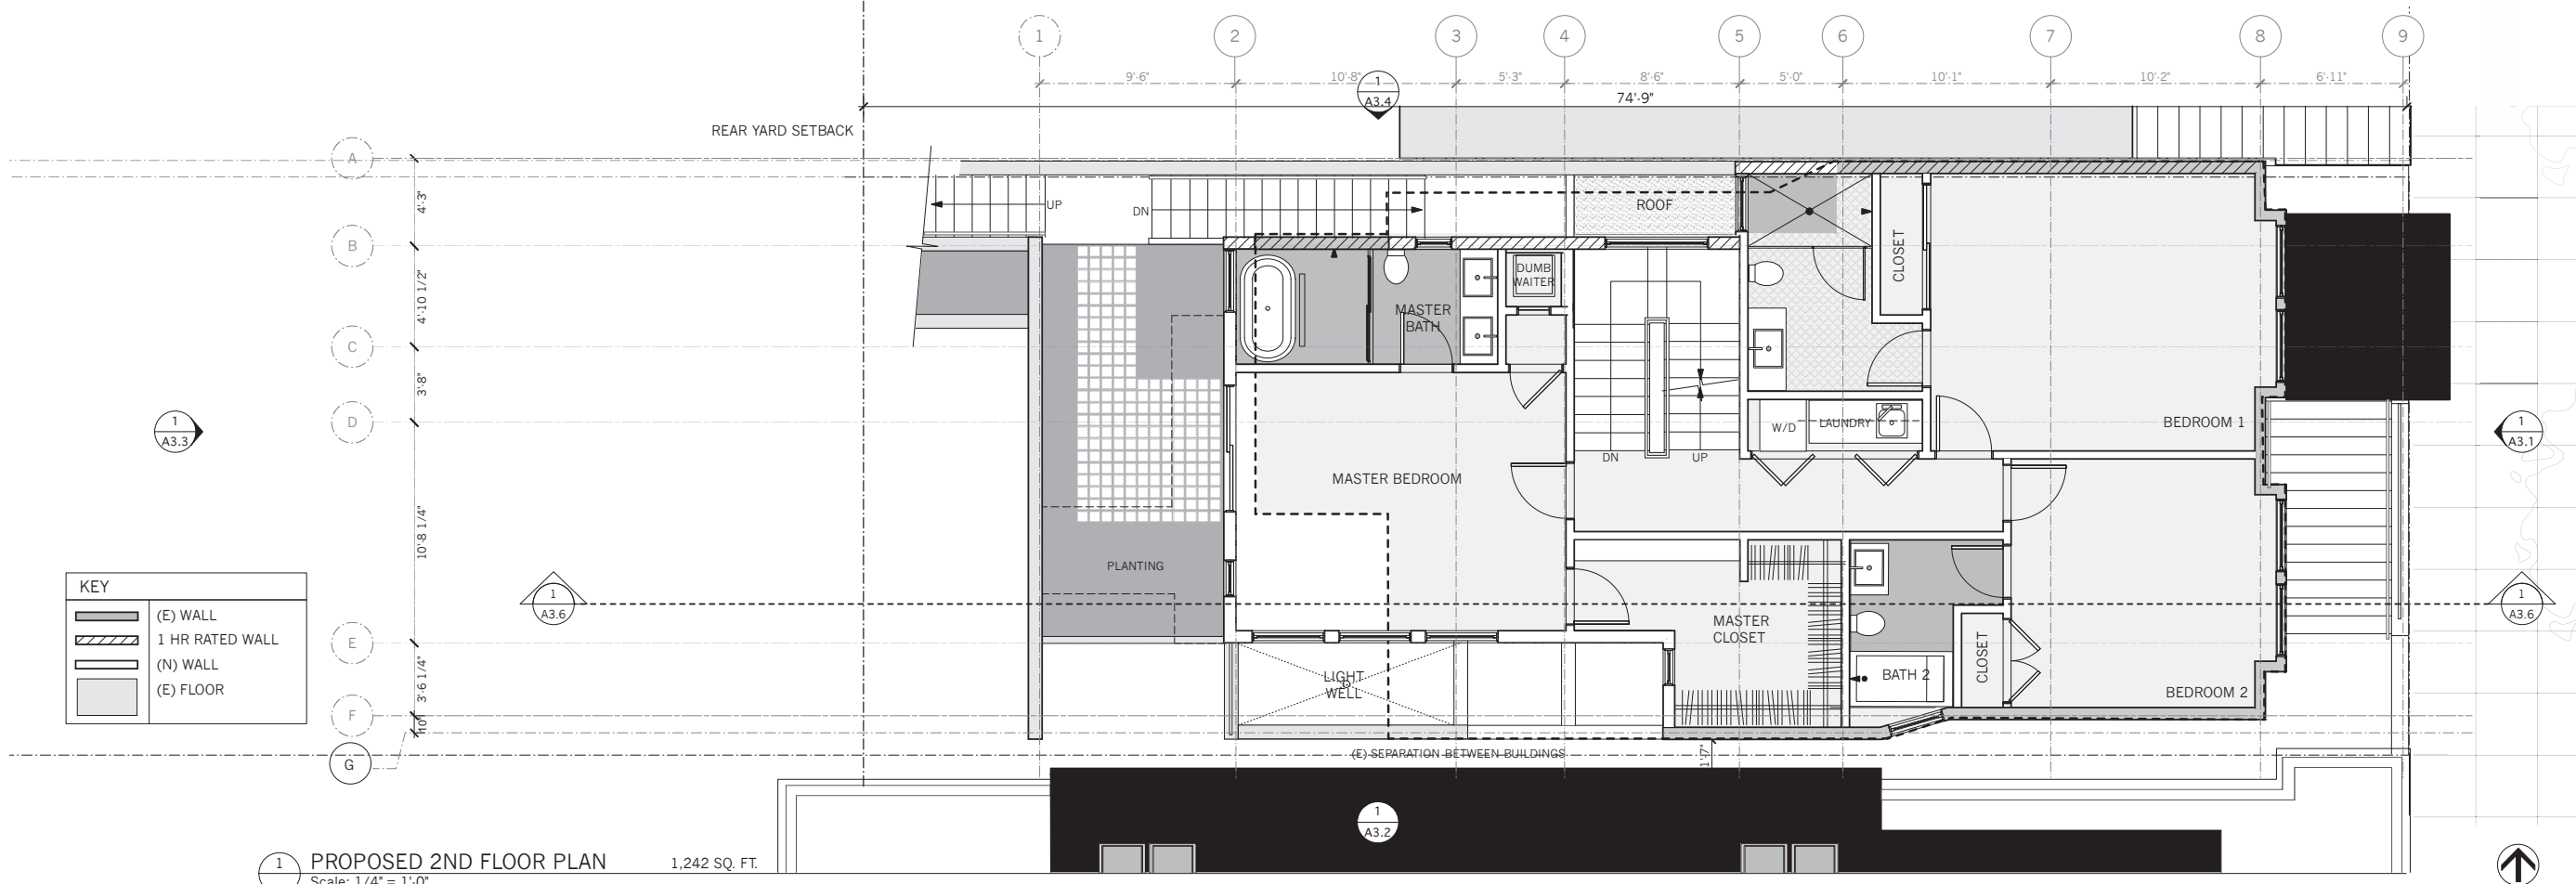 1 2 3 4 5 6 7 8 9
9'-6" 10'-8" 5'-3" 8'-6" 5'-0" 10'-1" 10'-2" 6'-11"
1
A3.4
74'-9"
REAR YARD SETBACK
A
4'-3"
B
4'-10 1/2"
C
3'-8"
D
10'-8 1/4"
E
3'-6 1/4"
F
10"
G
UP
DN
ROOF
CLOSET
DUMB
WAITER
MASTER
BATH
BEDROOM 1
W/D
LAUNDRY
DN
UP
MASTER BEDROOM
1
A3.3
1
A3.1
PLANTING
1
A3.6
1
A3.6
MASTER
CLOSET
CLOSET
BATH 2
BEDROOM 2
LIGHT
WELL
KEY
(E) WALL
1 HR RATED WALL
(N) WALL
(E) FLOOR
(E) SEPARATION BETWEEN BUILDINGS
1'-7"
1
A3.2
1
PROPOSED 2ND FLOOR PLAN 1,242 SQ. FT.
Scale: 1/4" = 1'-0"